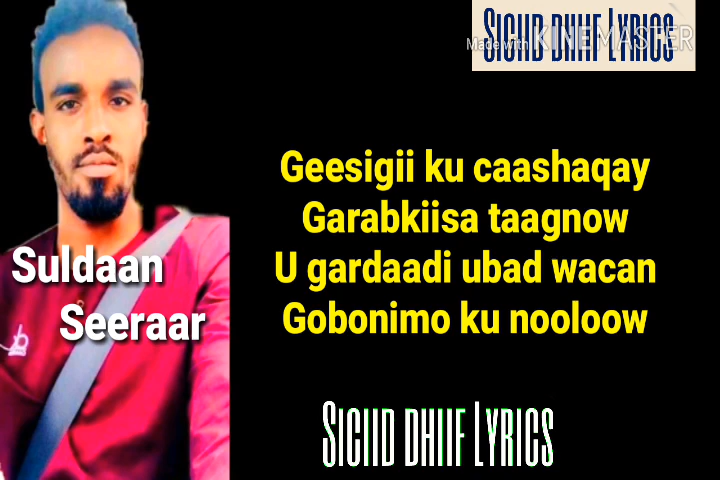 Siciid dhiif Lyrics
Made with KINEMASTER
Geesigii ku caashaqay
Garabkiisa taagnow
U gardaadi ubad wacan
Gobonimo ku nooloow
Suldaan
Seeraar
Siciid dhiif Lyrics